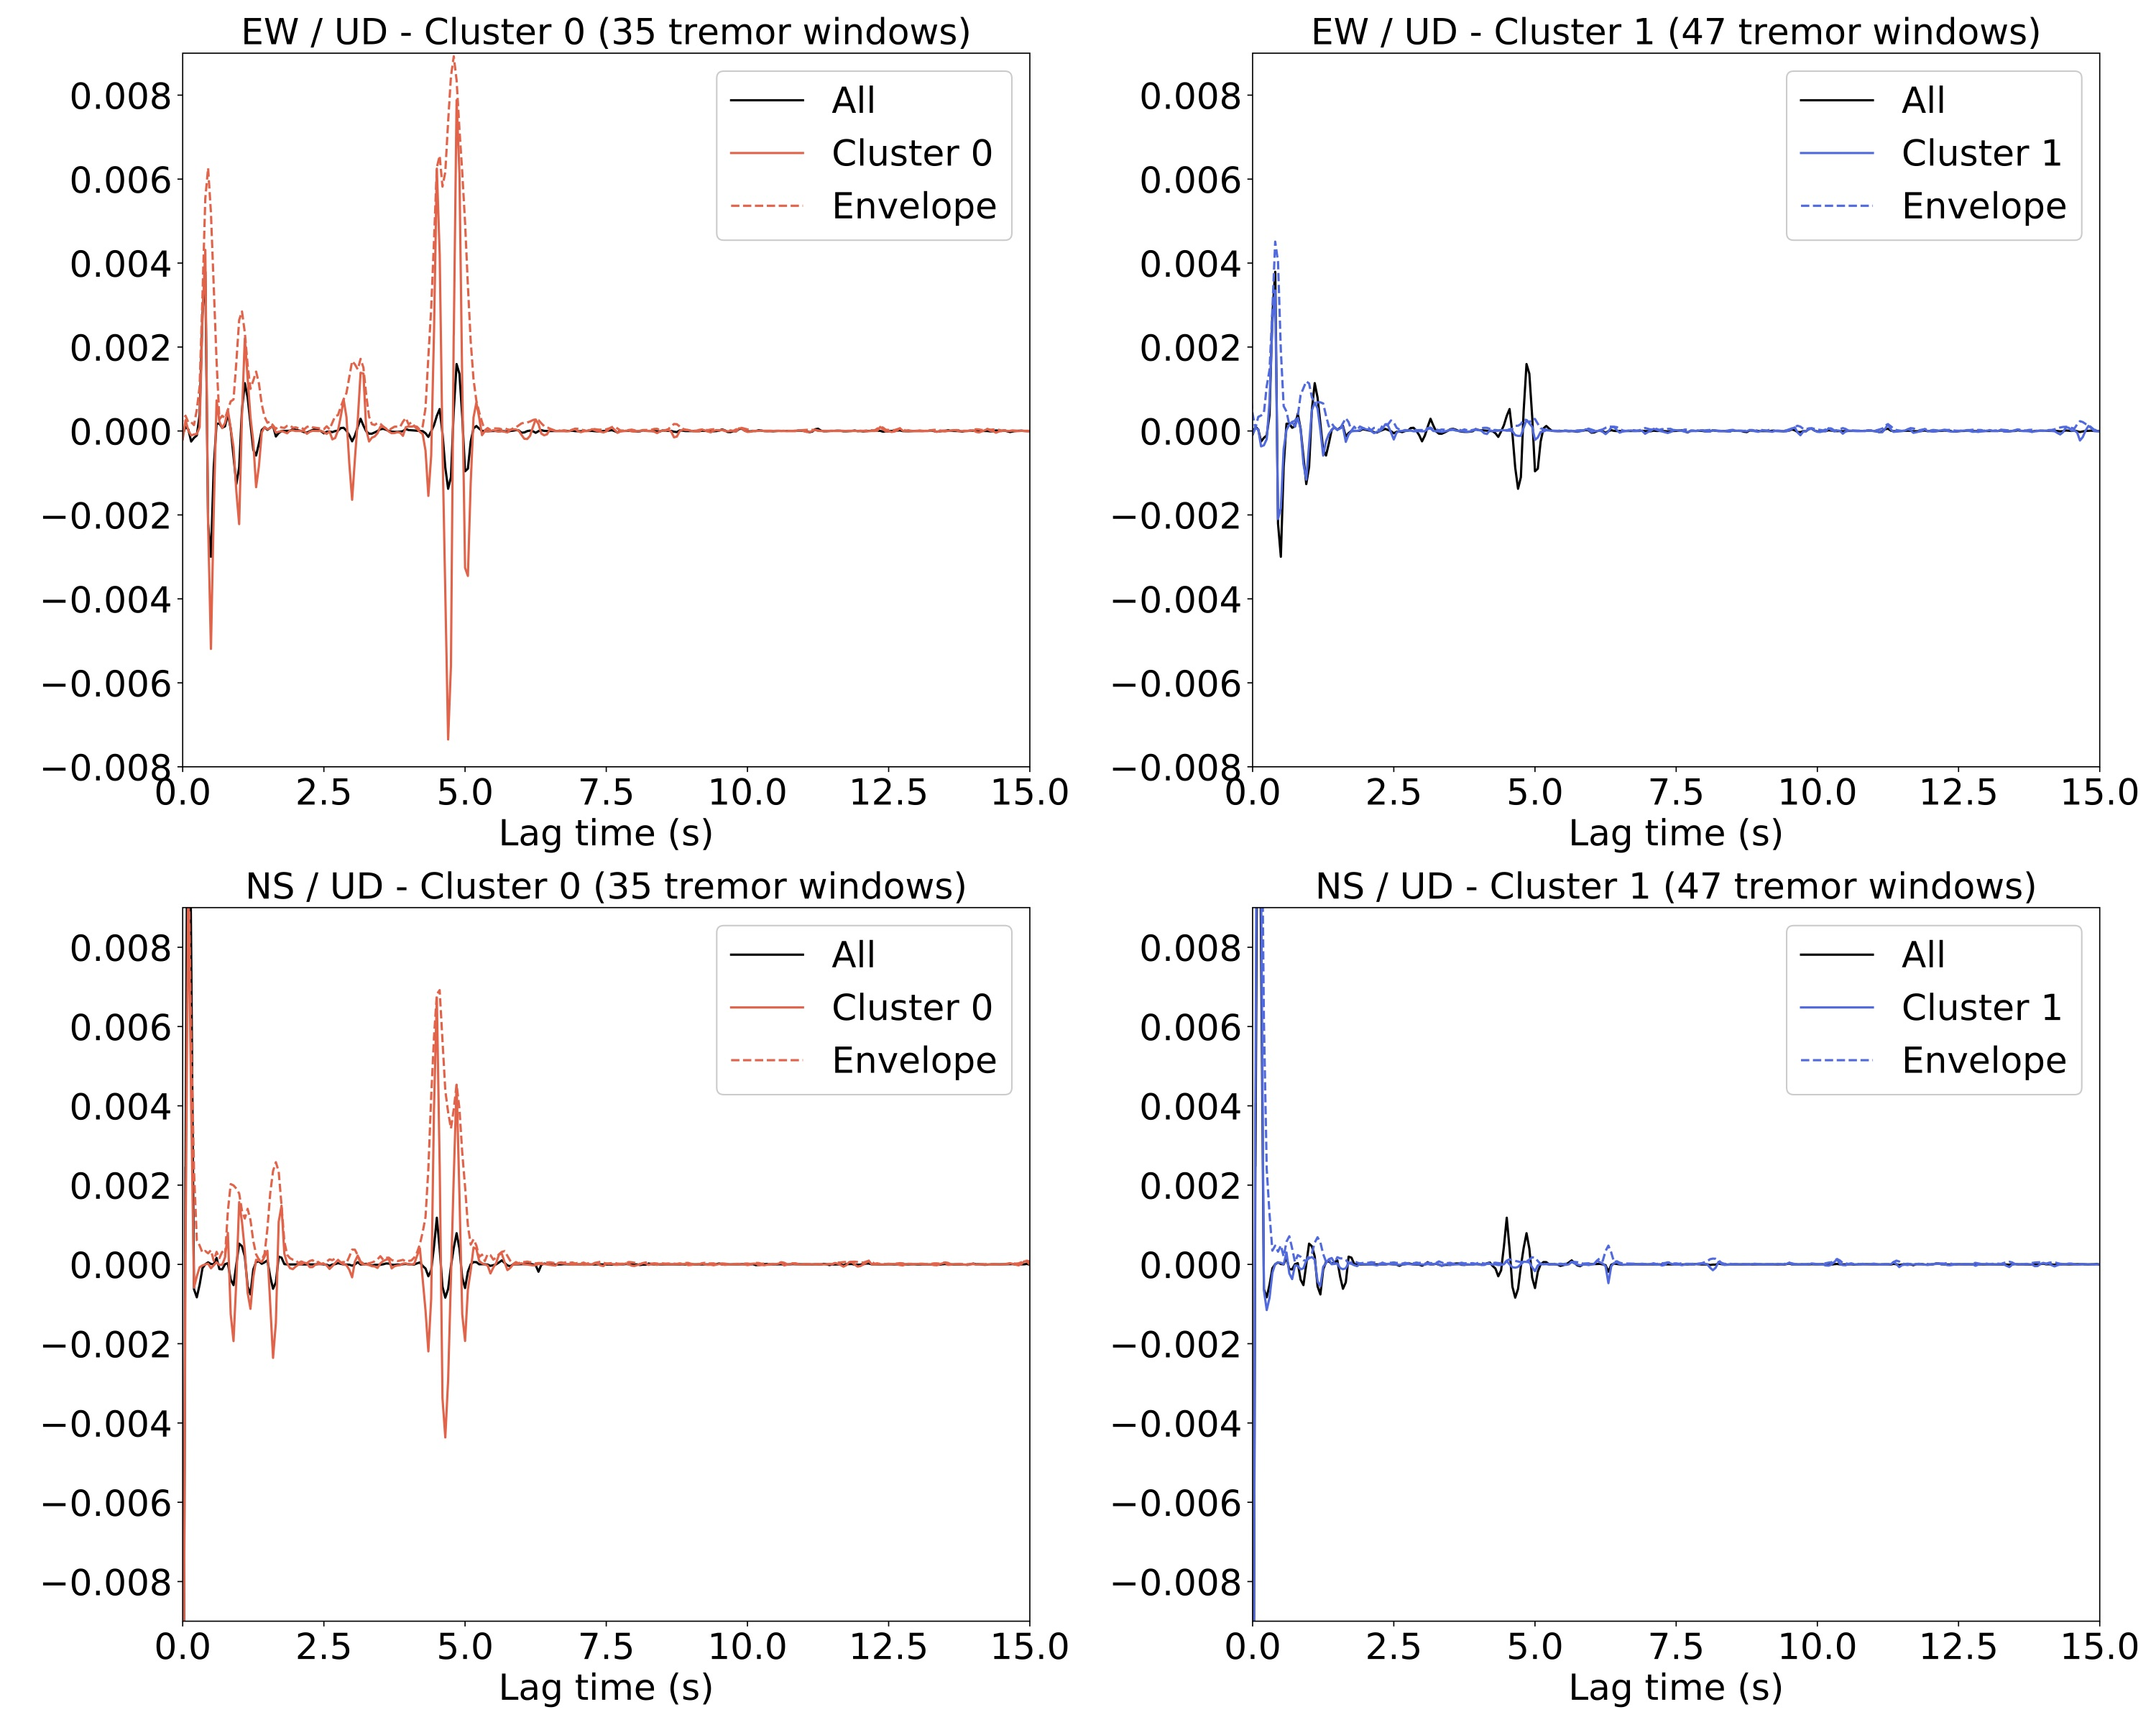 EW / UD - Cluster 0 (35 tremor windows)
0.008
0.006
0.004
0.002
0.000
−0.002
−0.004
−0.006
−0.008
0.0 2.5 5.0 7.5 10.0 12.5 15.0
Lag time (s)
All
Cluster 0
Envelope
EW / UD - Cluster 1 (47 tremor windows)
0.008
0.006
0.004
0.002
0.000
−0.002
−0.004
−0.006
−0.008
0.0 2.5 5.0 7.5 10.0 12.5 15.0
Lag time (s)
All
Cluster 1
Envelope
NS / UD - Cluster 0 (35 tremor windows)
0.008
0.006
0.004
0.002
0.000
−0.002
−0.004
−0.006
−0.008
0.0 2.5 5.0 7.5 10.0 12.5 15.0
Lag time (s)
All
Cluster 0
Envelope
NS / UD - Cluster 1 (47 tremor windows)
0.008
0.006
0.004
0.002
0.000
−0.002
−0.004
−0.006
−0.008
0.0 2.5 5.0 7.5 10.0 12.5 15.0
Lag time (s)
All
Cluster 1
Envelope